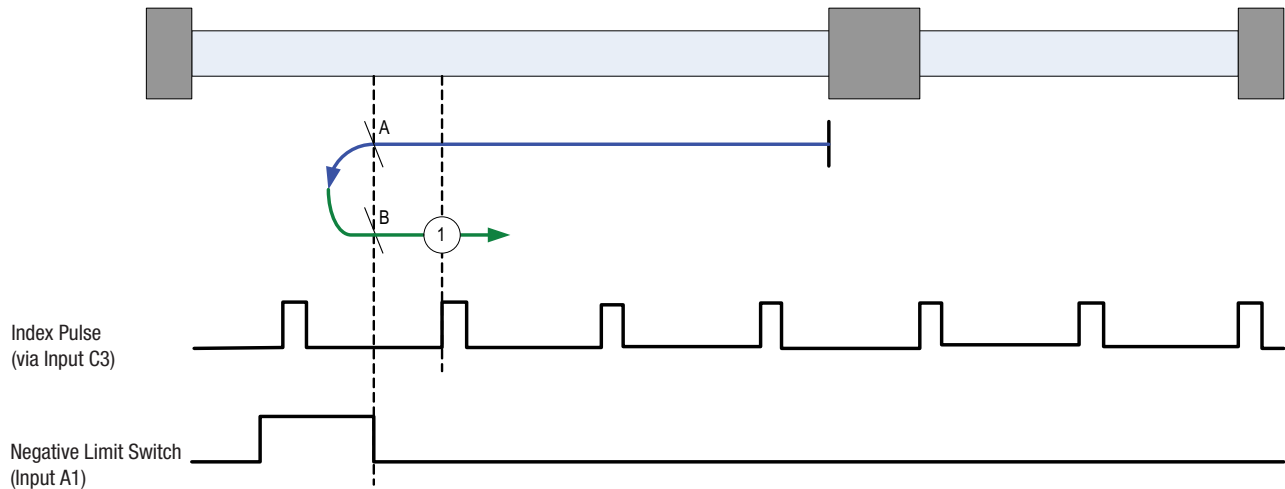 A
B
1
Index Pulse
(via Input C3)
Negative Limit Switch
(Input A1)